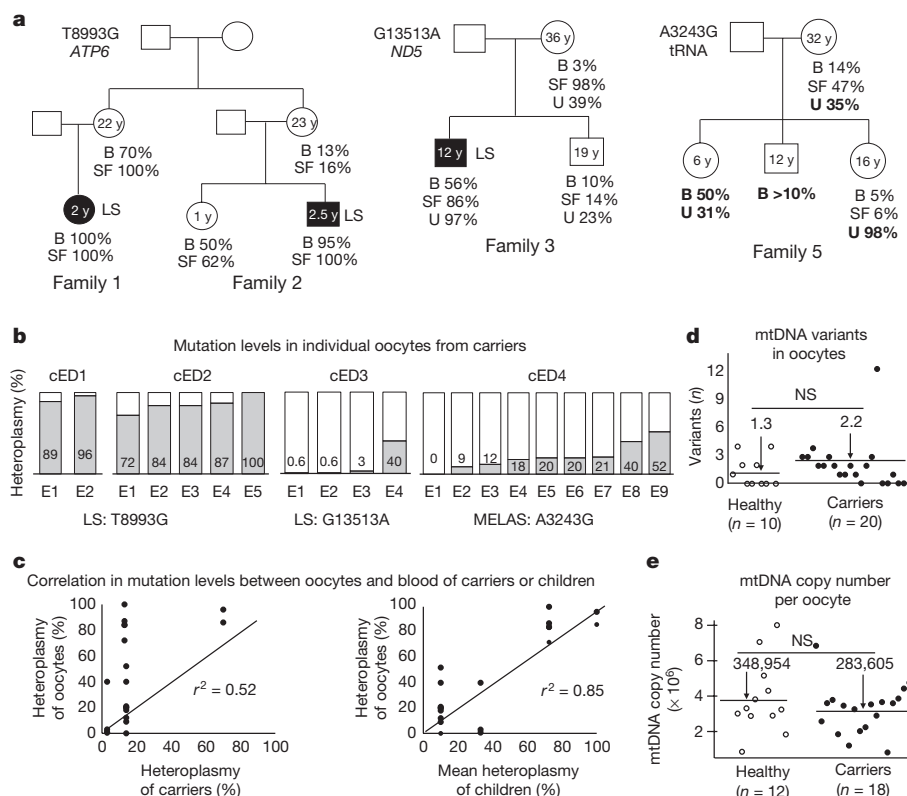 a
T8993G
ATP6
22 y
B 70%
SF 100%
23 y
B 13%
SF 16%
2 y
LS
B 100%
SF 100%
1 y
B 50%
SF 62%
2.5 y
LS
B 95%
SF 100%
Family 1
Family 2
G13513A
ND5
36 y
B 3%
SF 98%
U 39%
12 y
LS
B 56%
SF 86%
U 97%
19 y
B 10%
SF 14%
U 23%
Family 3
A3243G
tRNA
32 y
B 14%
SF 47%
U 35%
6 y
B 50%
U 31%
12 y
B >10%
16 y
B 5%
SF 6%
U 98%
Family 5
b
Mutation levels in individual oocytes from carriers
Heteroplasmy (%)
cED1 cED2 cED3 cED4
89 96 72 84 84 87 100 0.6 0.6 3 40 0 9 12 18 20 20 21 40 52
E1 E2 E1 E2 E3 E4 E5 E1 E2 E3 E4 E1 E2 E3 E4 E5 E6 E7 E8 E9
LS: T8993G LS: G13513A MELAS: A3243G
c
Correlation in mutation levels between oocytes and blood of carriers or children
Heteroplasmy
of oocytes (%)
100
80
60
40
20
0
r² = 0.52
0 20 40 60 80 100
Heteroplasmy
of carriers (%)
Heteroplasmy
of oocytes (%)
100
80
60
40
20
0
r² = 0.85
0 20 40 60 80 100
Mean heteroplasmy
of children (%)
d
mtDNA variants
in oocytes
Variants (n)
12
9
6
3
0
NS
1.3
2.2
Healthy
(n = 10)
Carriers
(n = 20)
e
mtDNA copy number
per oocyte
mtDNA copy number
(× 10⁶)
8
6
4
2
NS
348,954
283,605
Healthy
(n = 12)
Carriers
(n = 18)